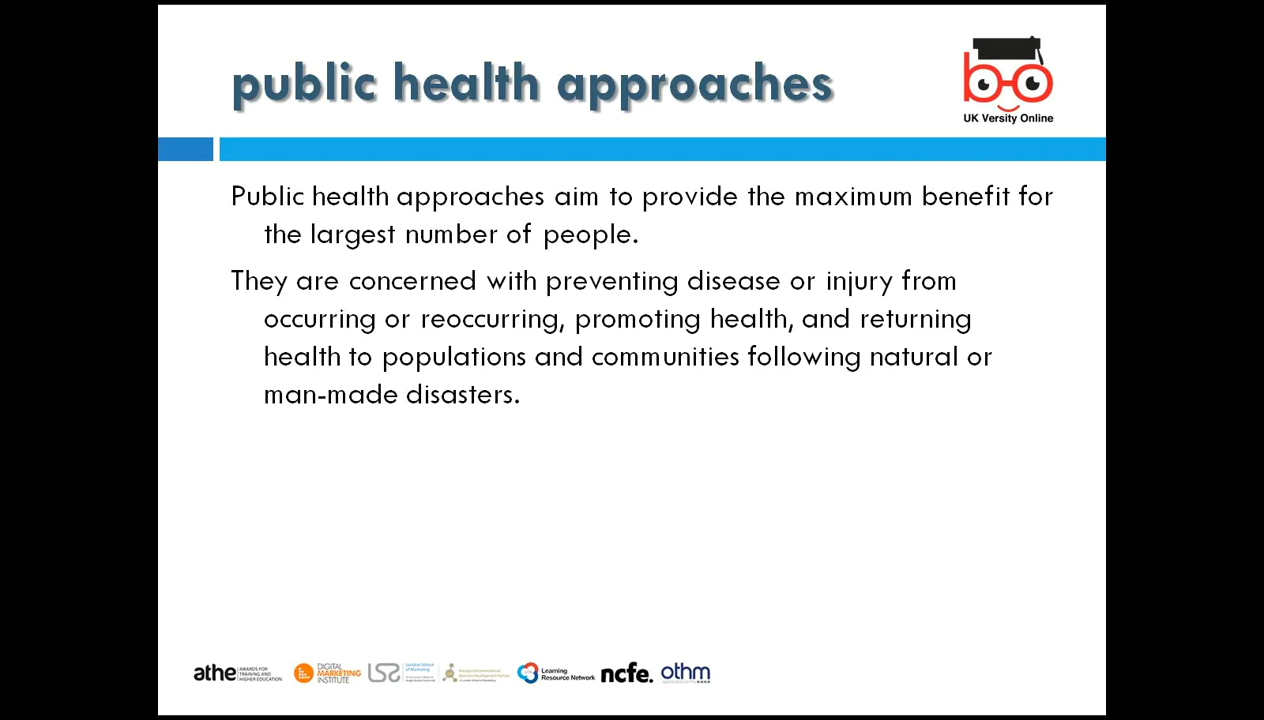 public health approaches
UK Versity Online
Public health approaches aim to provide the maximum benefit for
the largest number of people.
They are concerned with preventing disease or injury from
occurring or reoccurring, promoting health, and returning
health to populations and communities following natural or
man-made disasters.
athe
AWARDS FOR
TRAINING AND
HIGHER EDUCATION
DIGITAL
MARKETING
INSTITUTE
London School
of Marketing
Learning
Resource Network
ncfe.
othm